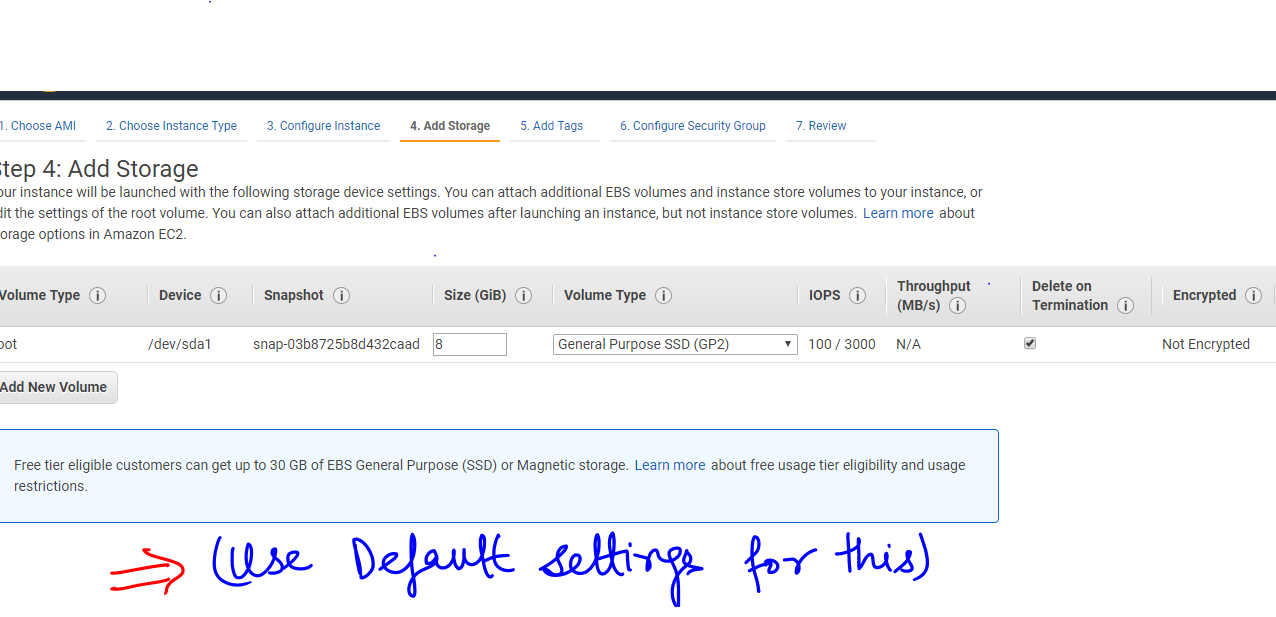 1. Choose AMI 2. Choose Instance Type 3. Configure Instance 4. Add Storage 5. Add Tags 6. Configure Security Group 7. Review
tep 4: Add Storage
our instance will be launched with the following storage device settings. You can attach additional EBS volumes and instance store volumes to your instance, or
dit the settings of the root volume. You can also attach additional EBS volumes after launching an instance, but not instance store volumes. Learn more about
orage options in Amazon EC2.
Volume Type i Device i Snapshot i Size (GiB) i Volume Type i IOPS i Throughput (MB/s) i Delete on Termination i Encrypted i
oot /dev/sda1 snap-03b8725b8d432caad 8 General Purpose SSD (GP2) 100 / 3000 N/A Not Encrypted
Add New Volume
Free tier eligible customers can get up to 30 GB of EBS General Purpose (SSD) or Magnetic storage. Learn more about free usage tier eligibility and usage
restrictions.
(Use Default settings for this)